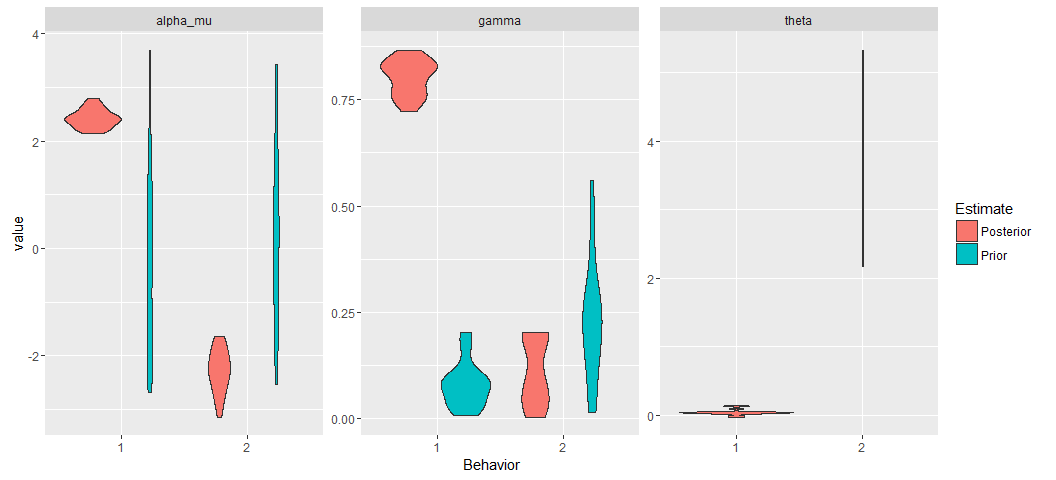 alpha_mu
gamma
theta
value
4
2
0
-2
0.75
0.50
0.25
0.00
4
2
0
1
2
1
2
1
2
Behavior
Estimate
Posterior
Prior